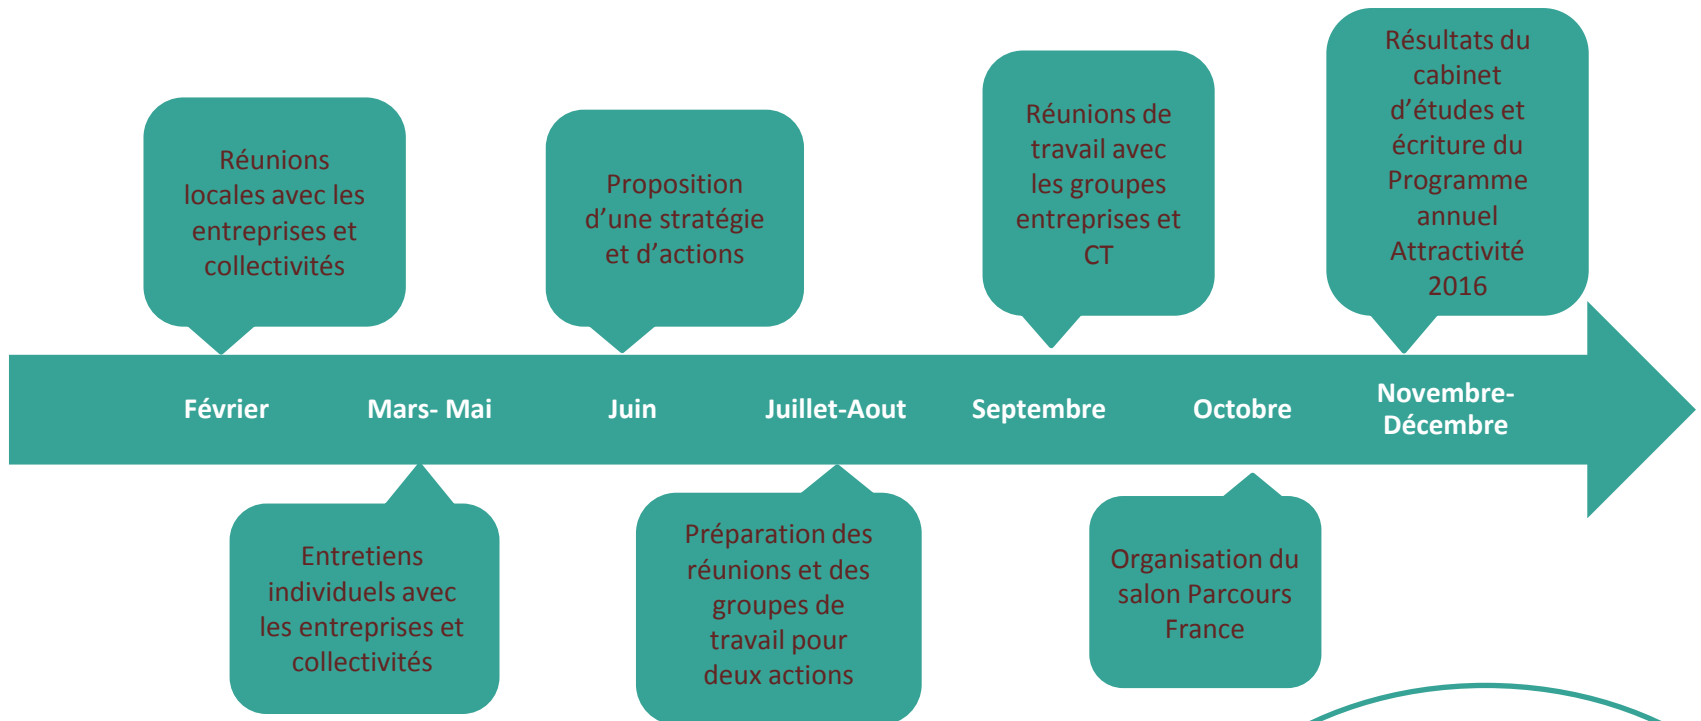 Réunions
locales avec les
entreprises et
collectivités
Proposition
d’une stratégie
et d’actions
Réunions de
travail avec
les groupes
entreprises et
CT
Résultats du
cabinet
d’études et
écriture du
Programme
annuel
Attractivité
2016
Février
Mars- Mai
Juin
Juillet-Aout
Septembre
Octobre
Novembre-
Décembre
Entretiens
individuels avec
les entreprises et
collectivités
Préparation des
réunions et des
groupes de
travail pour
deux actions
Organisation du
salon Parcours
France